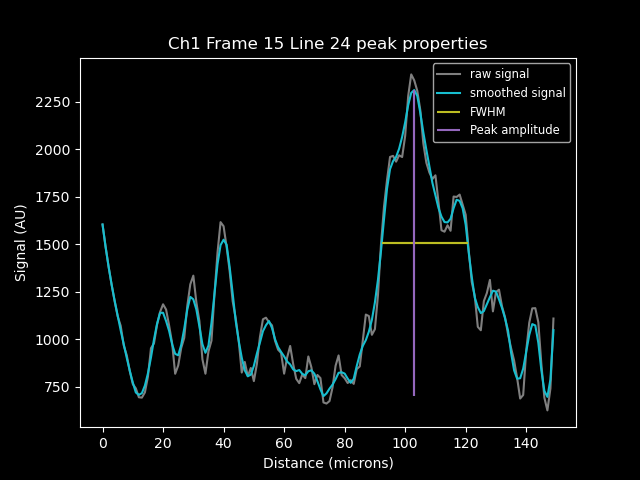 Ch1 Frame 15 Line 24 peak properties
raw signal
smoothed signal
FWHM
Peak amplitude
Signal (AU)
2250
2000
1750
1500
1250
1000
750
0 20 40 60 80 100 120 140
Distance (microns)